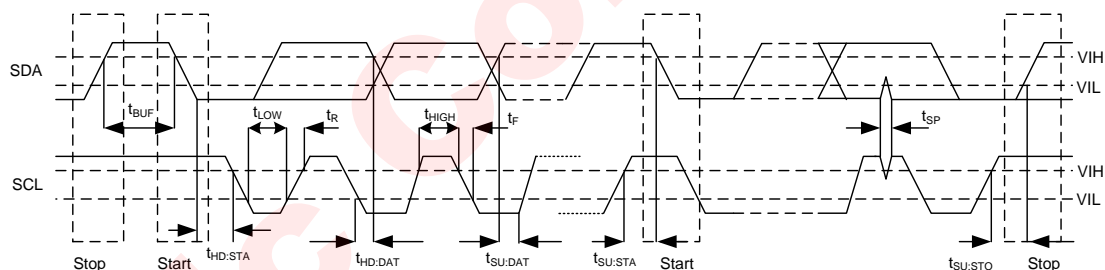 SDA
VIH
VIL
tBUF
tLOW
tR
tHIGH
tF
tSP
SCL
VIH
VIL
tHD:STA
tHD:DAT
tSU:DAT
tSU:STA
tSU:STO
Stop
Start
Start
Stop